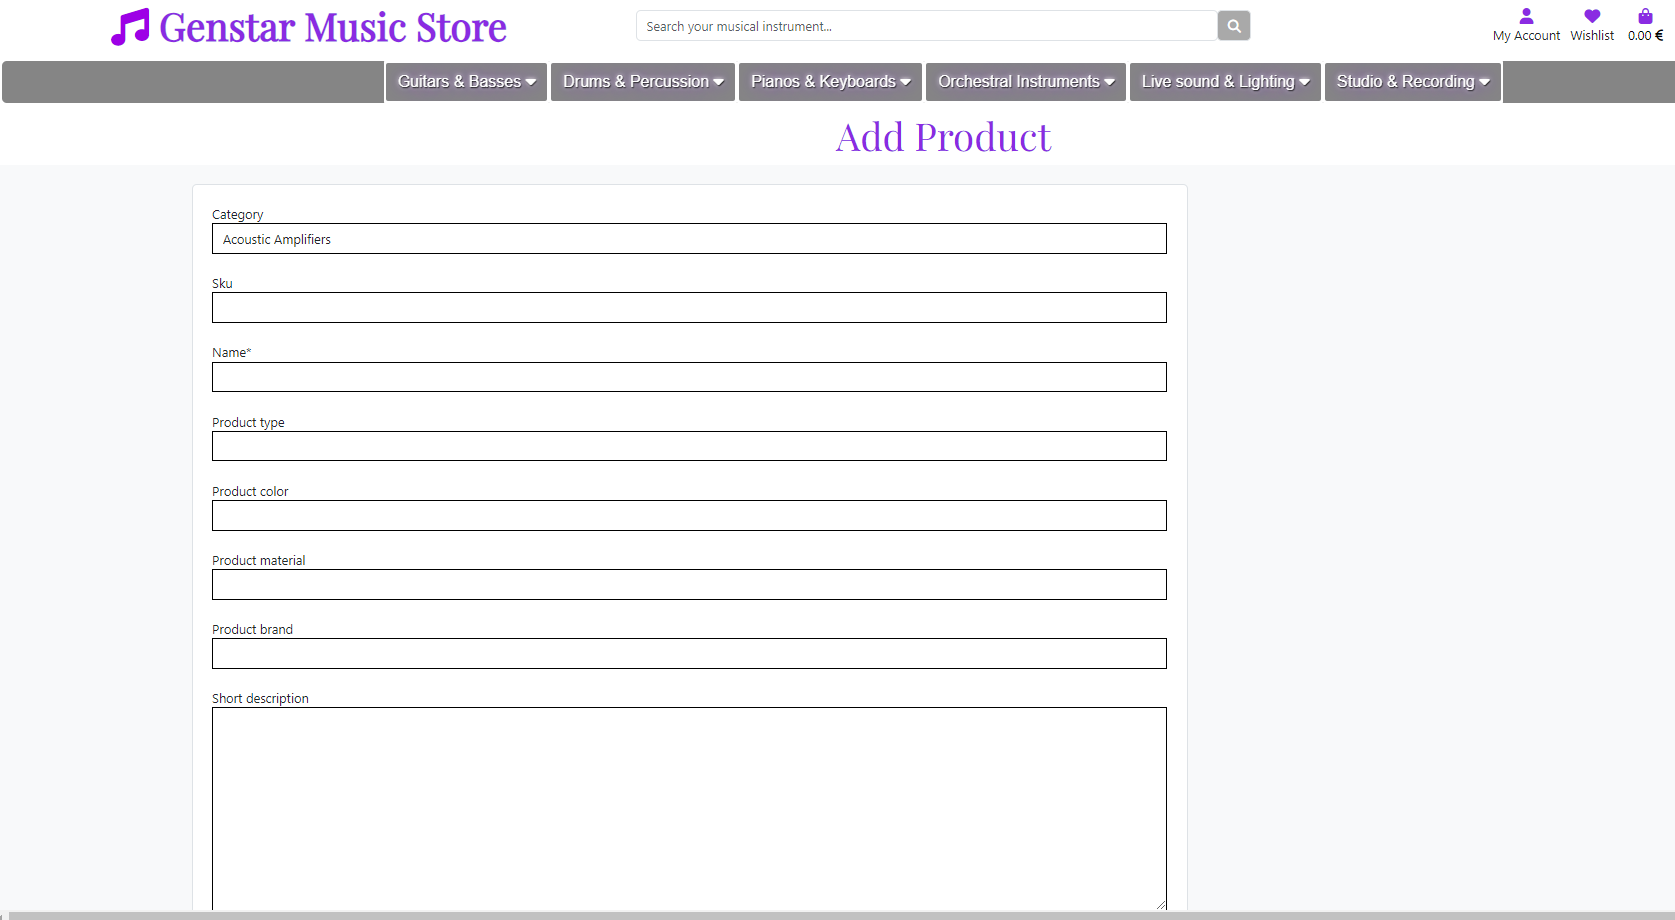 Genstar Music Store
Search your musical instrument...
My Account Wishlist 0.00 €
Guitars & Basses Drums & Percussion Pianos & Keyboards Orchestral Instruments Live sound & Lighting Studio & Recording
Add Product
Category
Acoustic Amplifiers
Sku
Name*
Product type
Product color
Product material
Product brand
Short description